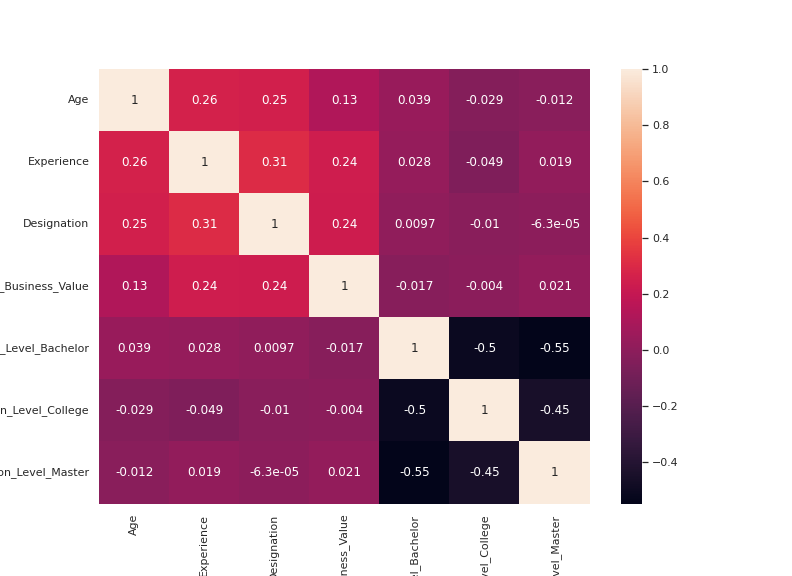 Age 1 0.26 0.25 0.13 0.039 -0.029 -0.012
Experience 0.26 1 0.31 0.24 0.028 -0.049 0.019
Designation 0.25 0.31 1 0.24 0.0097 -0.01 -6.3e-05
_Business_Value 0.13 0.24 0.24 1 -0.017 -0.004 0.021
_Level_Bachelor 0.039 0.028 0.0097 -0.017 1 -0.5 -0.55
n_Level_College -0.029 -0.049 -0.01 -0.004 -0.5 1 -0.45
on_Level_Master -0.012 0.019 -6.3e-05 0.021 -0.55 -0.45 1
Age
Experience
Designation
ness_Value
el_Bachelor
vel_College
vel_Master
1.0
0.8
0.6
0.4
0.2
0.0
−0.2
−0.4